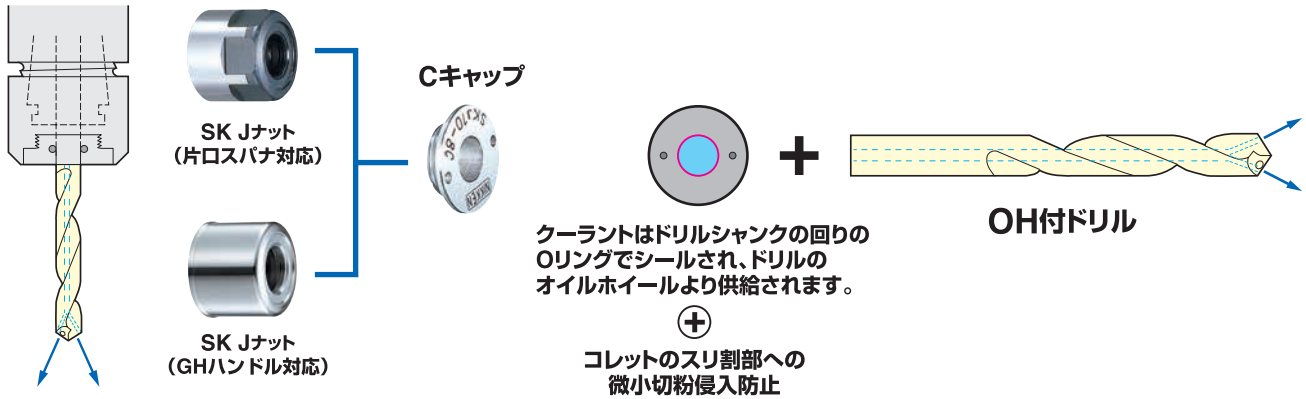 SK Jナット
(片口スパナ対応)
SK Jナット
(GHハンドル対応)
Cキャップ
SKJ10-8C
NIKKEN
クーラントはドリルシャンクの回りの
Oリングでシールされ、ドリルの
オイルホイールより供給されます。
+
コレットのスリ割部への
微小切粉侵入防止
+
OH付ドリル